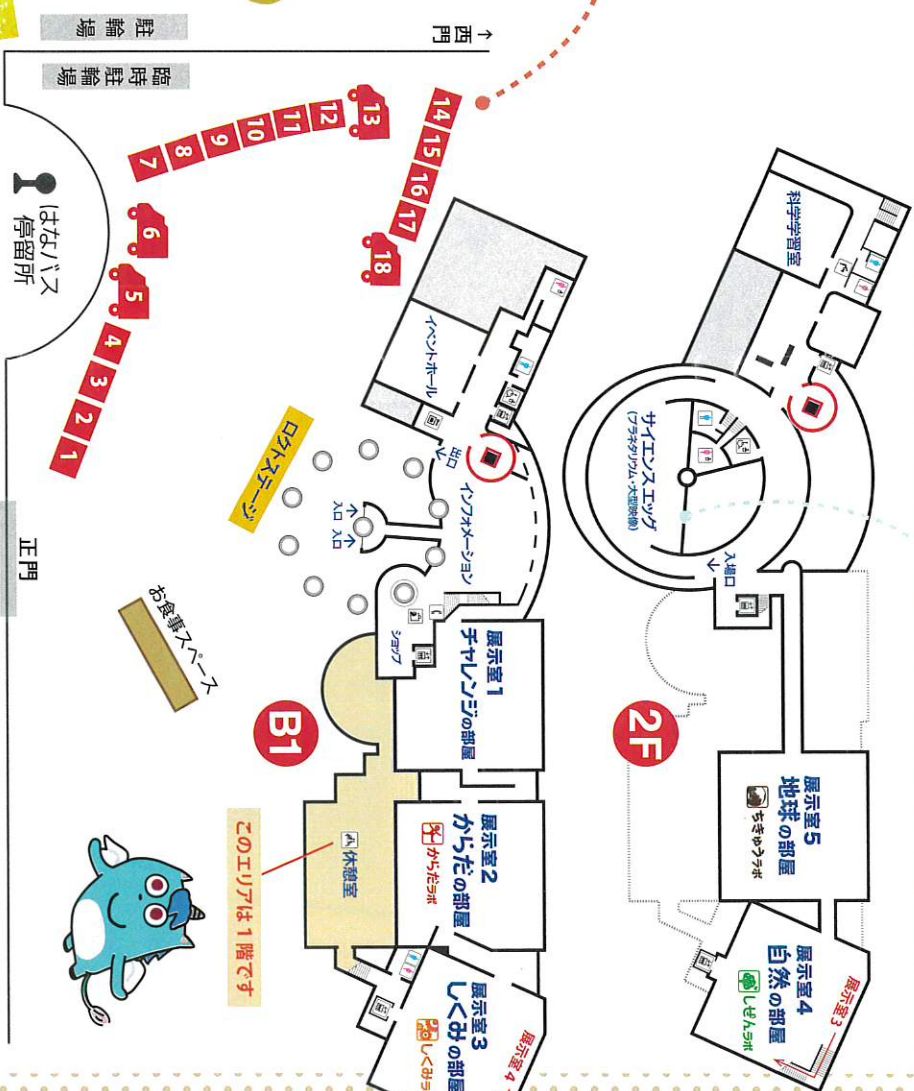 駐輪場
臨時駐輪場
↑西門
はなバス
停留所
1
2
3
4
5
6
7
8
9
10
11
12
13
14
15
16
17
18
正門
ロクトステージ
お食事スペース
科学学習室
サイエンスエッグ
(プラネタリウム・大型映像)
入場口
2F
展示室5
地球の部屋
ちきゅうラボ
展示室4
自然の部屋
しぜんラボ
展示室3
イベントホール
出口
インフォメーション
入口
入口
ショップ
展示室1
チャレンジの部屋
B1
展示室2
からだの部屋
からだラボ
休憩室
このエリアは1階です
展示室3
しくみの部屋
しくみラ
展示室4